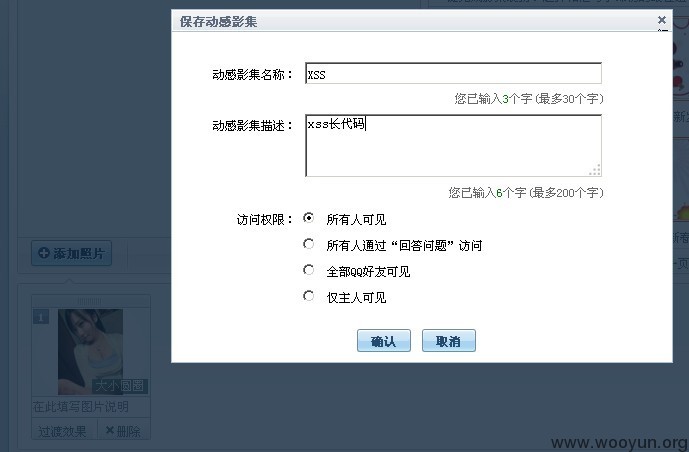 保存动感影集
动感影集名称： XSS
您已输入3个字(最多30个字)
动感影集描述： xss长代码
您已输入6个字(最多200个字)
访问权限： 所有人可见
所有人通过“回答问题”访问
全部QQ好友可见
仅主人可见
确认 取消
添加照片
1
大小圈圈
在此填写图片说明
过渡效果 ×删除
www.wooyun.org